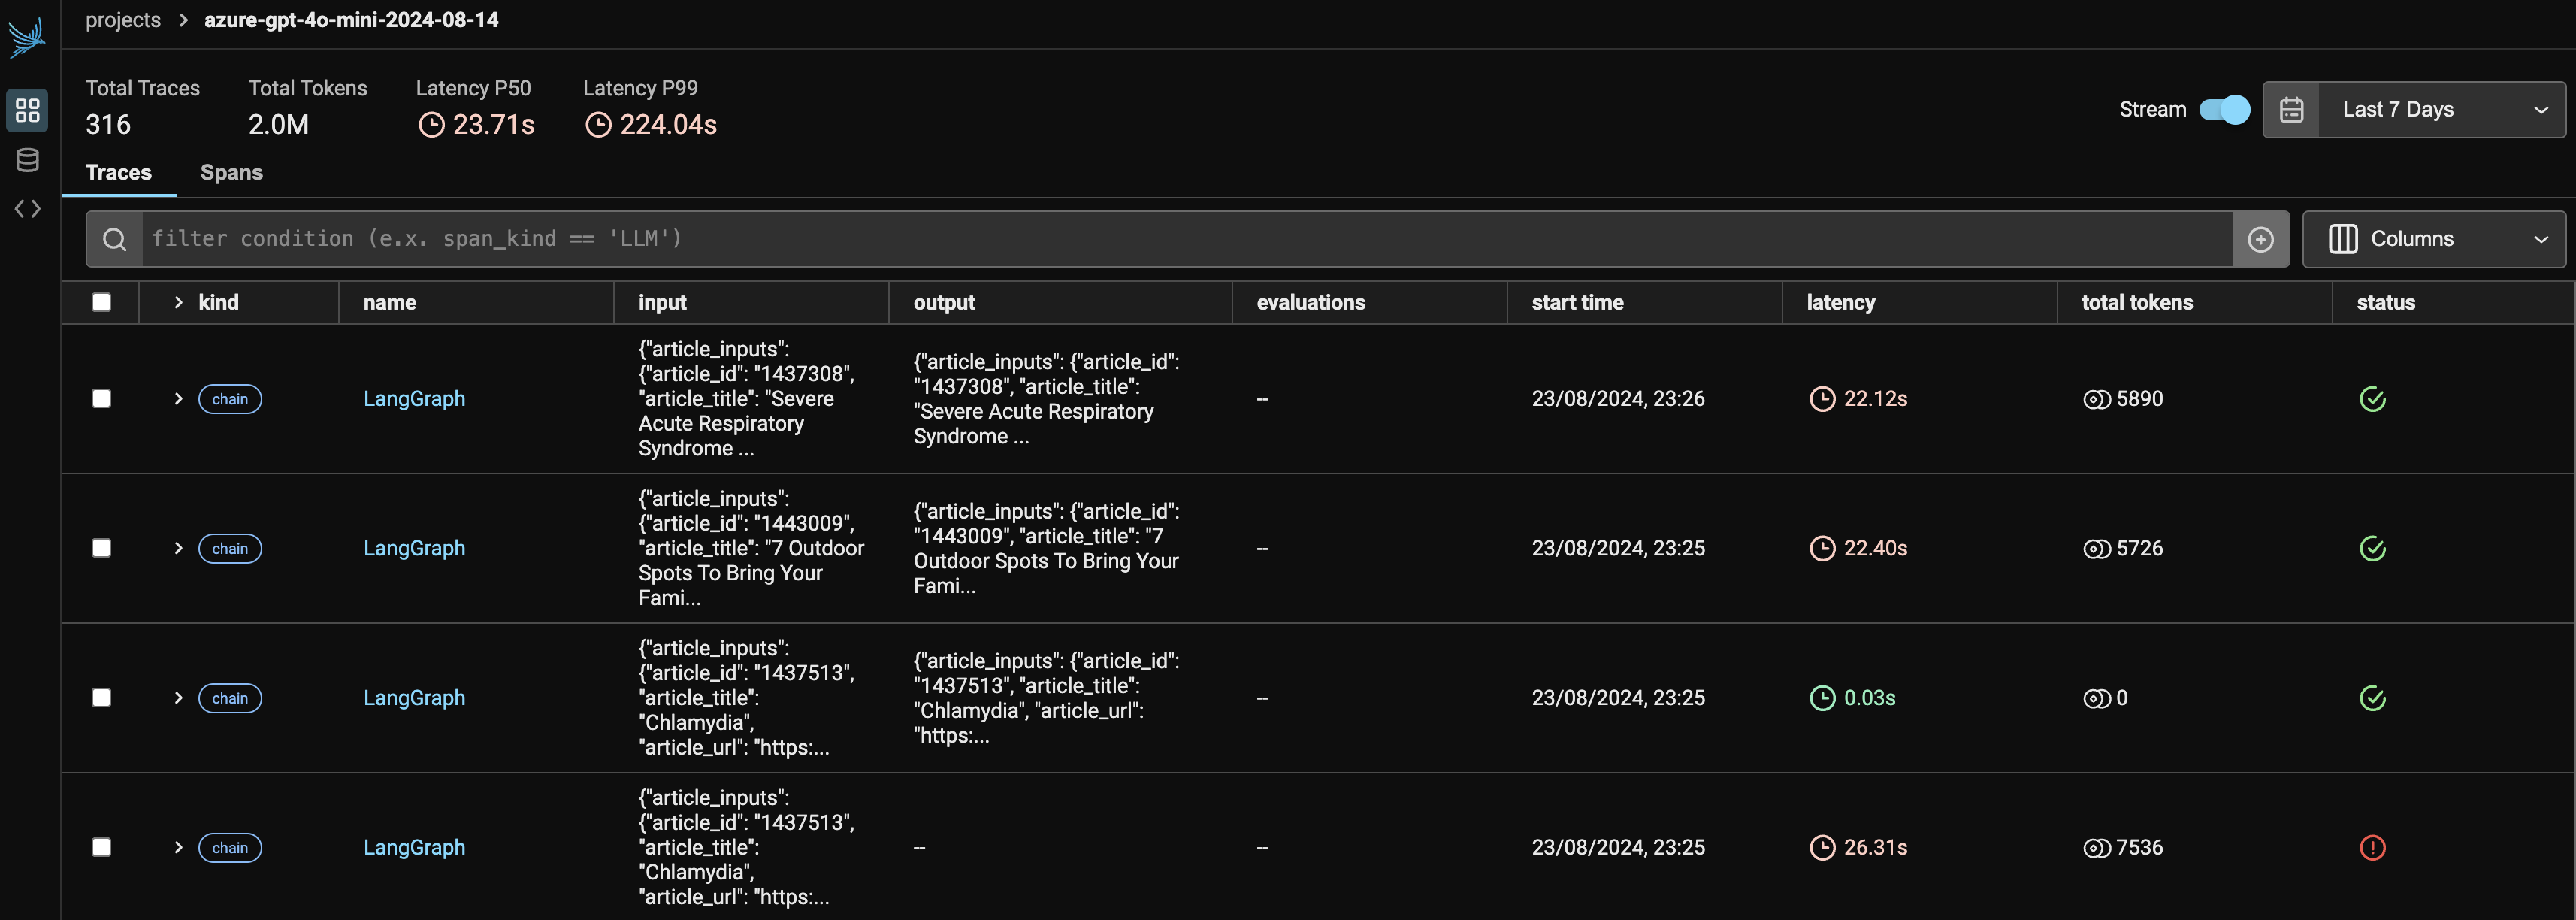 projects > azure-gpt-4o-mini-2024-08-14
Total Traces Total Tokens Latency P50 Latency P99
316 2.0M 23.71s 224.04s
Stream Last 7 Days
Traces Spans
filter condition (e.x. span_kind == 'LLM') Columns
kind name input output evaluations start time latency total tokens status
chain
LangGraph
{"article_inputs":
{"article_id": "1437308",
"article_title": "Severe
Acute Respiratory
Syndrome ...
{"article_inputs": {"article_id":
"1437308", "article_title":
"Severe Acute Respiratory
Syndrome ...
--
23/08/2024, 23:26
22.12s
5890
chain
LangGraph
{"article_inputs":
{"article_id": "1443009",
"article_title": "7 Outdoor
Spots To Bring Your
Fami...
{"article_inputs": {"article_id":
"1443009", "article_title": "7
Outdoor Spots To Bring Your
Fami...
--
23/08/2024, 23:25
22.40s
5726
chain
LangGraph
{"article_inputs":
{"article_id": "1437513",
"article_title":
"Chlamydia",
"article_url": "https:...
{"article_inputs": {"article_id":
"1437513", "article_title":
"Chlamydia", "article_url":
"https:...
--
23/08/2024, 23:25
0.03s
0
chain
LangGraph
{"article_inputs":
{"article_id": "1437513",
"article_title":
"Chlamydia",
"article_url": "https:...
--
--
23/08/2024, 23:25
26.31s
7536